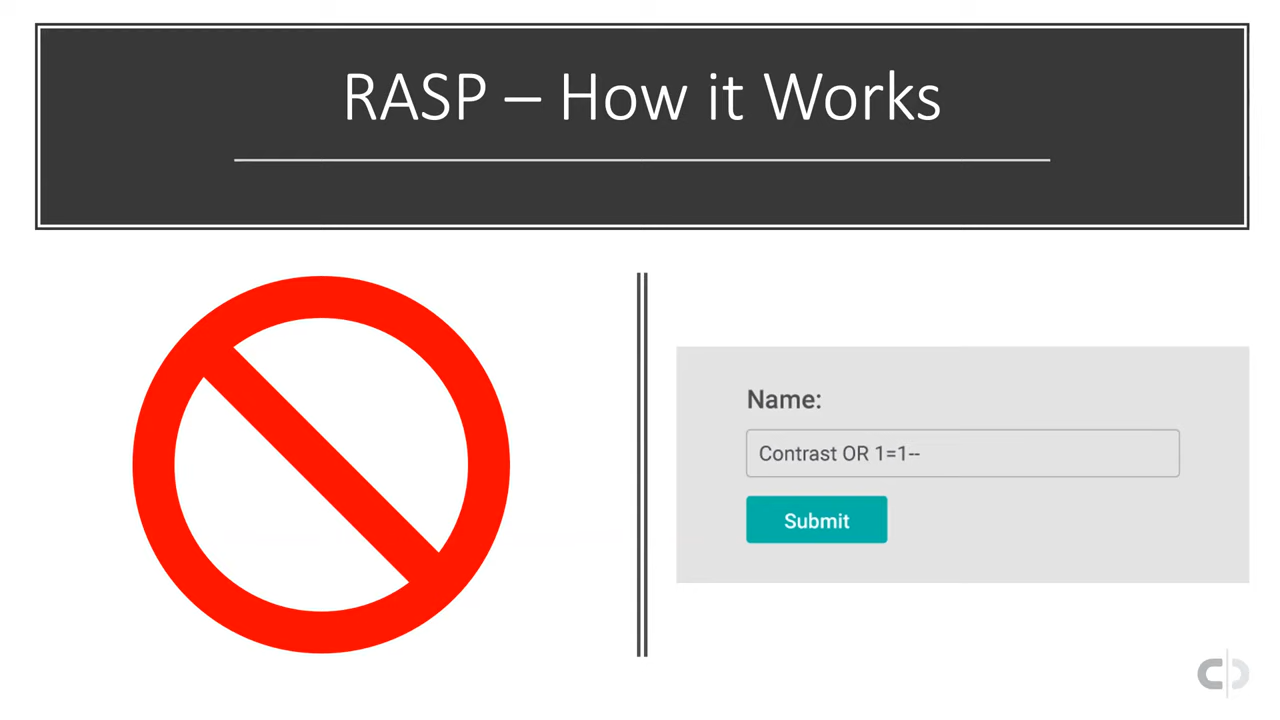 RASP – How it Works
Name:
Contrast OR 1=1--
Submit